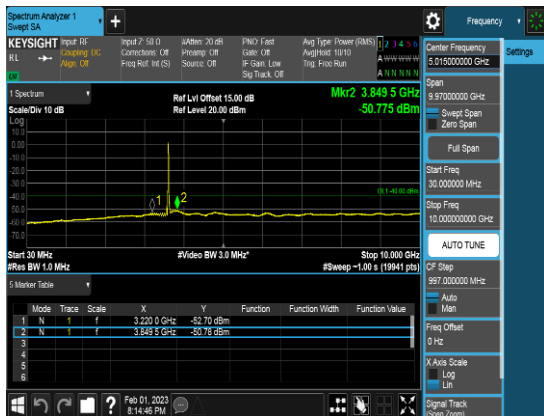 Spectrum Analyzer 1
Swept SA
Frequency
KEYSIGHT
RL
Input: RF
Coupling: DC
Align: Off
Input Z: 50 Ω
Corrections: Off
Freq Ref: Int (S)
#Atten: 20 dB
Preamp: Off
Source: Off
PNO: Fast
Gate: Off
IF Gain: Low
Sig Track: Off
Avg Type: Power (RMS)
Avg|Hold: 10/10
Trig: Free Run
1 2 3 4 5 6
A W W W W W
A N N N N N
1 Spectrum
Scale/Div 10 dB
Ref Lvl Offset 15.00 dB
Ref Level 20.00 dBm
Mkr2 3.849 5 GHz
-50.775 dBm
Log
10.0
0.00
-10.0
-20.0
-30.0
-40.0
-50.0
-60.0
-70.0
DL1 -40.00 dBm
1
2
Start 30 MHz
#Res BW 1.0 MHz
#Video BW 3.0 MHz*
Stop 10.000 GHz
#Sweep ~1.00 s (19941 pts)
5 Marker Table
Mode Trace Scale X Y Function Function Width Function Value
1 N 1 f 3.220 0 GHz -52.70 dBm
2 N 1 f 3.849 5 GHz -50.78 dBm
3
4
5
6
Feb 01, 2023
8:14:46 PM
Center Frequency
5.015000000 GHz
Settings
Span
9.97000000 GHz
Swept Span
Zero Span
Full Span
Start Freq
30.000000 MHz
Stop Freq
10.000000000 GHz
AUTO TUNE
CF Step
997.000000 MHz
Auto
Man
Freq Offset
0 Hz
X Axis Scale
Log
Lin
Signal Track
(Span Zoom)